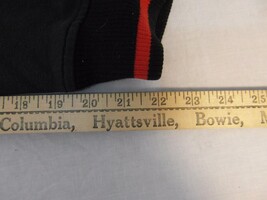 18 19 20 21 22 23 24 25
Columbia, Hyattsville, Bowie, M